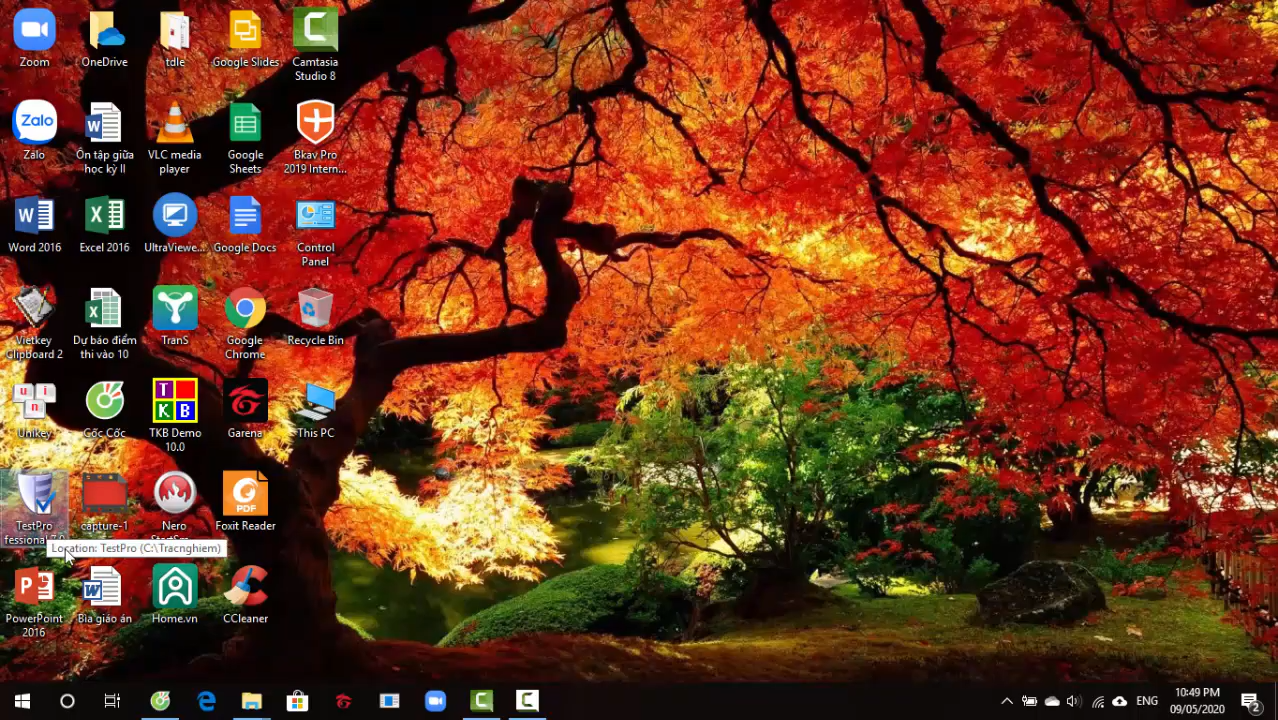 Zoom
OneDrive
tdle
Google Slides
Camtasia
Studio 8
Zalo
Zalo
Ôn tập giữa
học kỳ II
VLC media
player
Google
Sheets
Bkav Pro
2019 Intern...
Word 2016
Excel 2016
UltraViewe...
Google Docs
Control
Panel
Vietkey
Clipboard 2
Dự báo điểm
thi vào 10
TranS
Google
Chrome
Recycle Bin
u i
n
Unikey
Cốc Cốc
T
K B
TKB Demo
10.0
Garena
This PC
TestPro
fessional 7.0
capture-1
Nero
StartSm...
PDF
Foxit Reader
Location: TestPro (C:\Tracnghiem)
PowerPoint
2016
Bìa giáo án
Home.vn
CCleaner
ENG
10:49 PM
09/05/2020
2